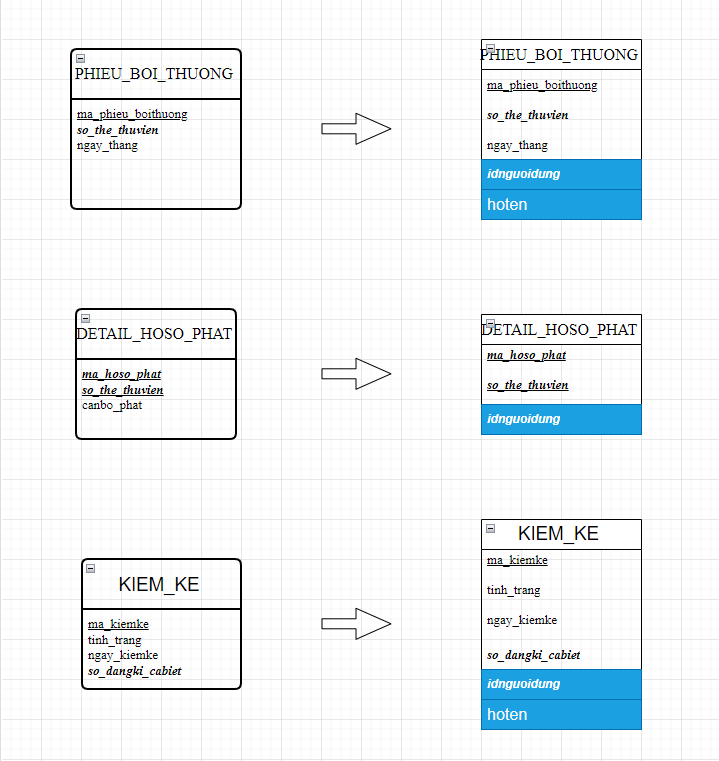 PHIEU_BOI_THUONG
ma_phieu_boithuong
so_the_thuvien
ngay_thang
PHIEU_BOI_THUONG
ma_phieu_boithuong
so_the_thuvien
ngay_thang
idnguoidung
hoten
DETAIL_HOSO_PHAT
ma_hoso_phat
so_the_thuvien
canbo_phat
DETAIL_HOSO_PHAT
ma_hoso_phat
so_the_thuvien
idnguoidung
KIEM_KE
ma_kiemke
tinh_trang
ngay_kiemke
so_dangki_cabiet
KIEM_KE
ma_kiemke
tinh_trang
ngay_kiemke
so_dangki_cabiet
idnguoidung
hoten